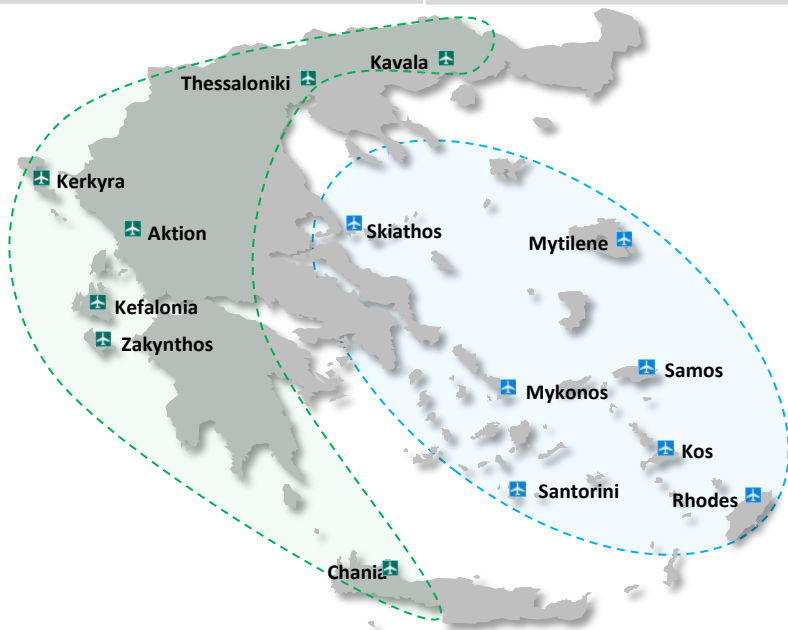 Kavala
Thessaloniki
Kerkyra
Skiathos
Aktion
Mytilene
Kefalonia
Zakynthos
Samos
Mykonos
Kos
Santorini
Rhodes
Chania